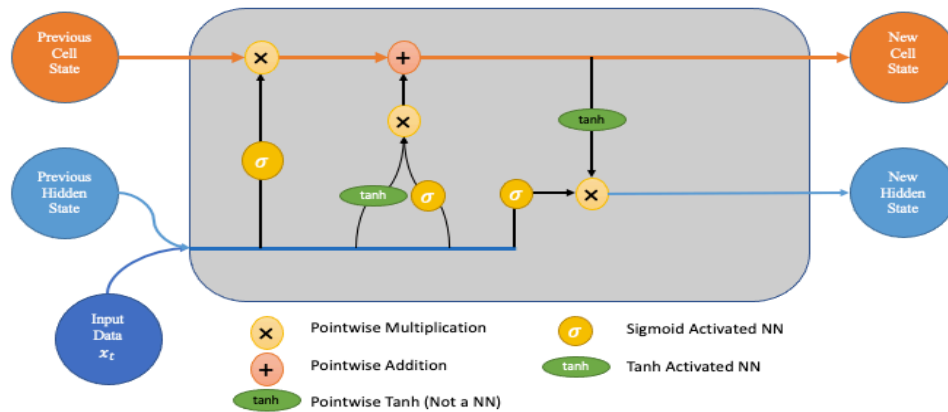 Previous
Cell
State
×
+
New
Cell
State
×
tanh
σ
Previous
Hidden
State
tanh
σ
σ
×
New
Hidden
State
Input
Data
x_t
× Pointwise Multiplication
σ Sigmoid Activated NN
+ Pointwise Addition
tanh Tanh Activated NN
tanh Pointwise Tanh (Not a NN)